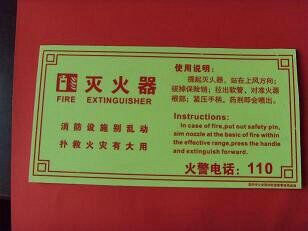 灭火器
FIRE EXTINGUISHER
消防设施别乱动
扑救火灾有大用
使用说明:
提起灭火器,站在上风方向;
拔掉保险销;拉出软管,对准火器
根部;紧压手柄,药剂即会喷出。
Instructions:
In case of fire,put out safety pin,
aim nozzle at the basic of fire within
the effective range,press the handle
and extinguish forward.
火警电话:110